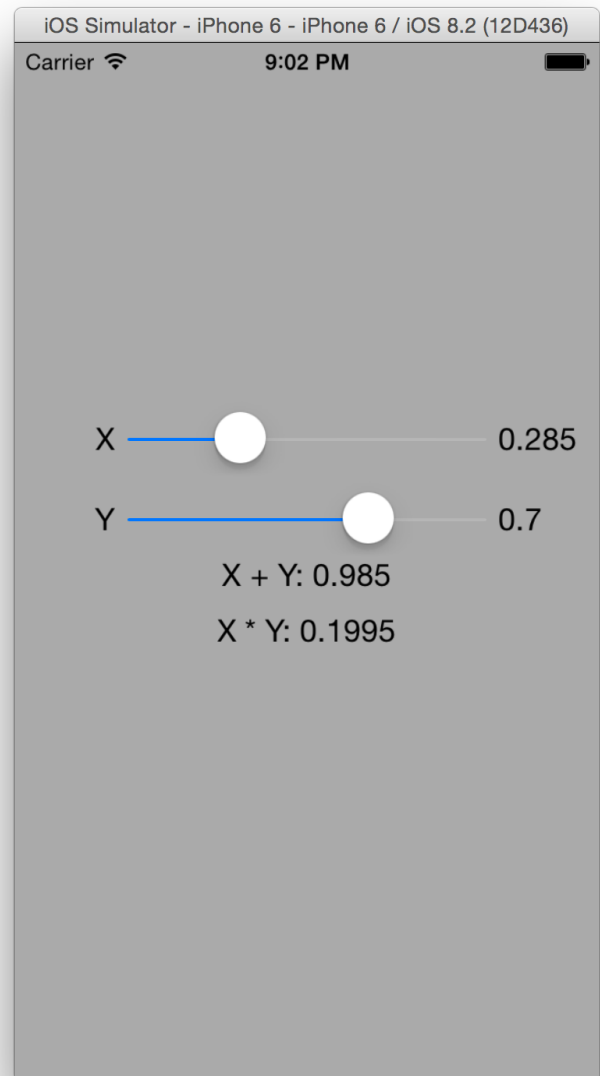 iOS Simulator - iPhone 6 - iPhone 6 / iOS 8.2 (12D436)
Carrier 9:02 PM
X 0.285
Y 0.7
X + Y: 0.985
X * Y: 0.1995